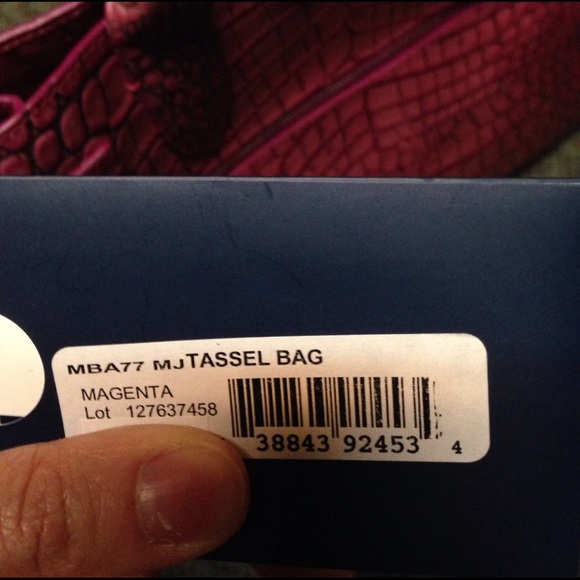 MBA77 MJTASSEL BAG
MAGENTA
Lot 127637458
38843 92453 4